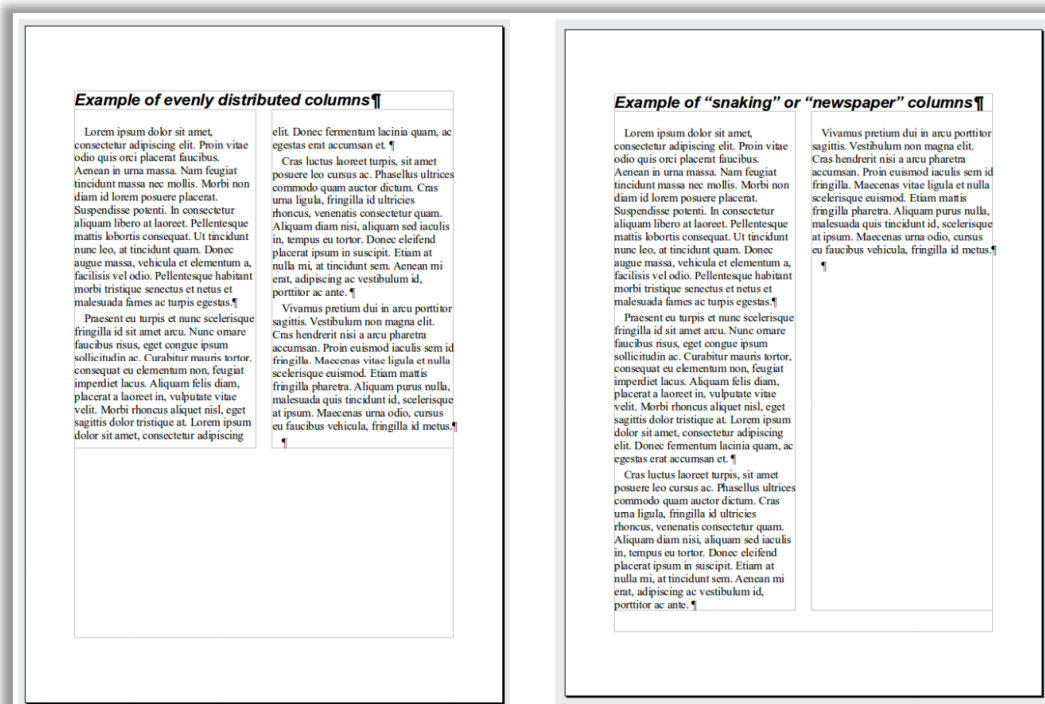 Example of evenly distributed columns¶
Lorem ipsum dolor sit amet,
consectetur adipiscing elit. Proin vitae
odio quis orci placerat faucibus.
Aenean in urna massa. Nam feugiat
tincidunt massa nec mollis. Morbi non
diam id lorem posuere placerat.
Suspendisse potenti. In consectetur
aliquam libero at laoreet. Pellentesque
mattis lobortis consequat. Ut tincidunt
nunc leo, at tincidunt quam. Donec
augue massa, vehicula et elementum a,
facilisis vel odio. Pellentesque habitant
morbi tristique senectus et netus et
malesuada fames ac turpis egestas.¶
Praesent eu turpis et nunc scelerisque
fringilla id sit amet arcu. Nunc ornare
faucibus risus, eget congue ipsum
sollicitudin ac. Curabitur mauris tortor,
consequat eu elementum non, feugiat
imperdiet lacus. Aliquam felis diam,
placerat a laoreet in, vulputate vitae
velit. Morbi rhoncus aliquet nisl, eget
sagittis dolor tristique at. Lorem ipsum
dolor sit amet, consectetur adipiscing
elit. Donec fermentum lacinia quam, ac
egestas erat accumsan et. ¶
Cras luctus laoreet turpis, sit amet
posuere leo cursus ac. Phasellus ultrices
commodo quam auctor dictum. Cras
urna ligula, fringilla id ultricies
rhoncus, venenatis consectetur quam.
Aliquam diam nisi, aliquam sed iaculis
in, tempus eu tortor. Donec eleifend
placerat ipsum in suscipit. Etiam at
nulla mi, at tincidunt sem. Aenean mi
erat, adipiscing ac vestibulum id,
porttitor ac ante. ¶
Vivamus pretium dui in arcu porttitor
sagittis. Vestibulum non magna elit.
Cras hendrerit nisi a arcu pharetra
accumsan. Proin euismod iaculis sem id
fringilla. Maecenas vitae ligula et nulla
scelerisque euismod. Etiam mattis
fringilla pharetra. Aliquam purus nulla,
malesuada quis tincidunt id, scelerisque
at ipsum. Maecenas urna odio, cursus
eu faucibus vehicula, fringilla id metus.¶
¶
Example of “snaking” or “newspaper” columns¶
Lorem ipsum dolor sit amet,
consectetur adipiscing elit. Proin vitae
odio quis orci placerat faucibus.
Aenean in urna massa. Nam feugiat
tincidunt massa nec mollis. Morbi non
diam id lorem posuere placerat.
Suspendisse potenti. In consectetur
aliquam libero at laoreet. Pellentesque
mattis lobortis consequat. Ut tincidunt
nunc leo, at tincidunt quam. Donec
augue massa, vehicula et elementum a,
facilisis vel odio. Pellentesque habitant
morbi tristique senectus et netus et
malesuada fames ac turpis egestas.¶
Praesent eu turpis et nunc scelerisque
fringilla id sit amet arcu. Nunc ornare
faucibus risus, eget congue ipsum
sollicitudin ac. Curabitur mauris tortor,
consequat eu elementum non, feugiat
imperdiet lacus. Aliquam felis diam,
placerat a laoreet in, vulputate vitae
velit. Morbi rhoncus aliquet nisl, eget
sagittis dolor tristique at. Lorem ipsum
dolor sit amet, consectetur adipiscing
elit. Donec fermentum lacinia quam, ac
egestas erat accumsan et. ¶
Cras luctus laoreet turpis, sit amet
posuere leo cursus ac. Phasellus ultrices
commodo quam auctor dictum. Cras
urna ligula, fringilla id ultricies
rhoncus, venenatis consectetur quam.
Aliquam diam nisi, aliquam sed iaculis
in, tempus eu tortor. Donec eleifend
placerat ipsum in suscipit. Etiam at
nulla mi, at tincidunt sem. Aenean mi
erat, adipiscing ac vestibulum id,
porttitor ac ante. ¶
Vivamus pretium dui in arcu porttitor
sagittis. Vestibulum non magna elit.
Cras hendrerit nisi a arcu pharetra
accumsan. Proin euismod iaculis sem id
fringilla. Maecenas vitae ligula et nulla
scelerisque euismod. Etiam mattis
fringilla pharetra. Aliquam purus nulla,
malesuada quis tincidunt id, scelerisque
at ipsum. Maecenas urna odio, cursus
eu faucibus vehicula, fringilla id metus.¶
¶